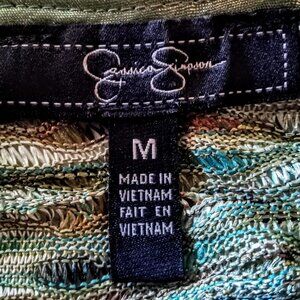 Jessica Simpson
M
MADE IN
VIETNAM
FAIT EN
VIETNAM